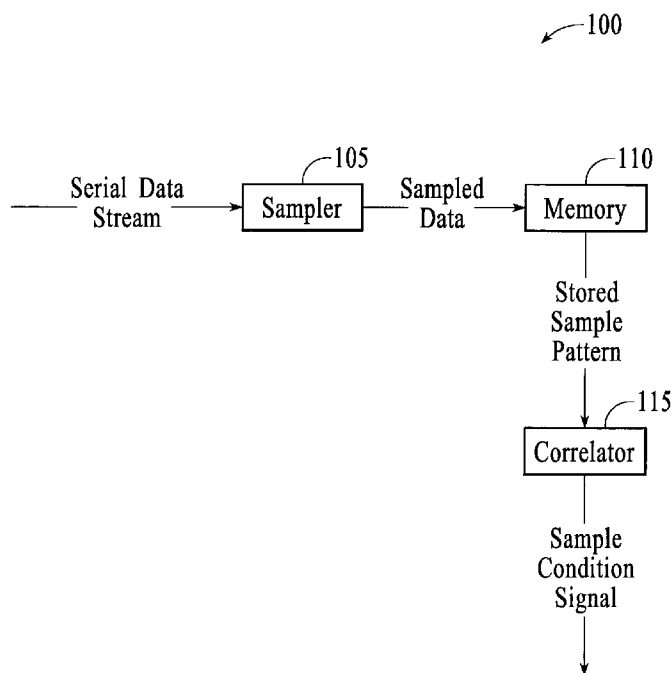 100
105
110
Serial Data
Stream
Sampler
Sampled
Data
Memory
Stored
Sample
Pattern
115
Correlator
Sample
Condition
Signal